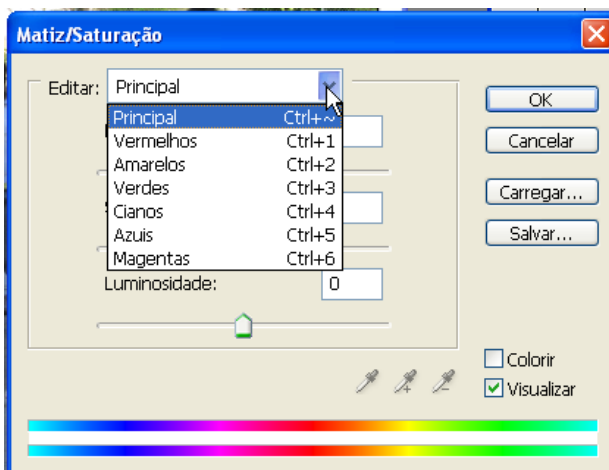 Matiz/Saturação
Editar: Principal
Principal Ctrl+~
Vermelhos Ctrl+1
Amarelos Ctrl+2
Verdes Ctrl+3
Cianos Ctrl+4
Azuis Ctrl+5
Magentas Ctrl+6
Luminosidade: 0
OK
Cancelar
Carregar...
Salvar...
Colorir
Visualizar